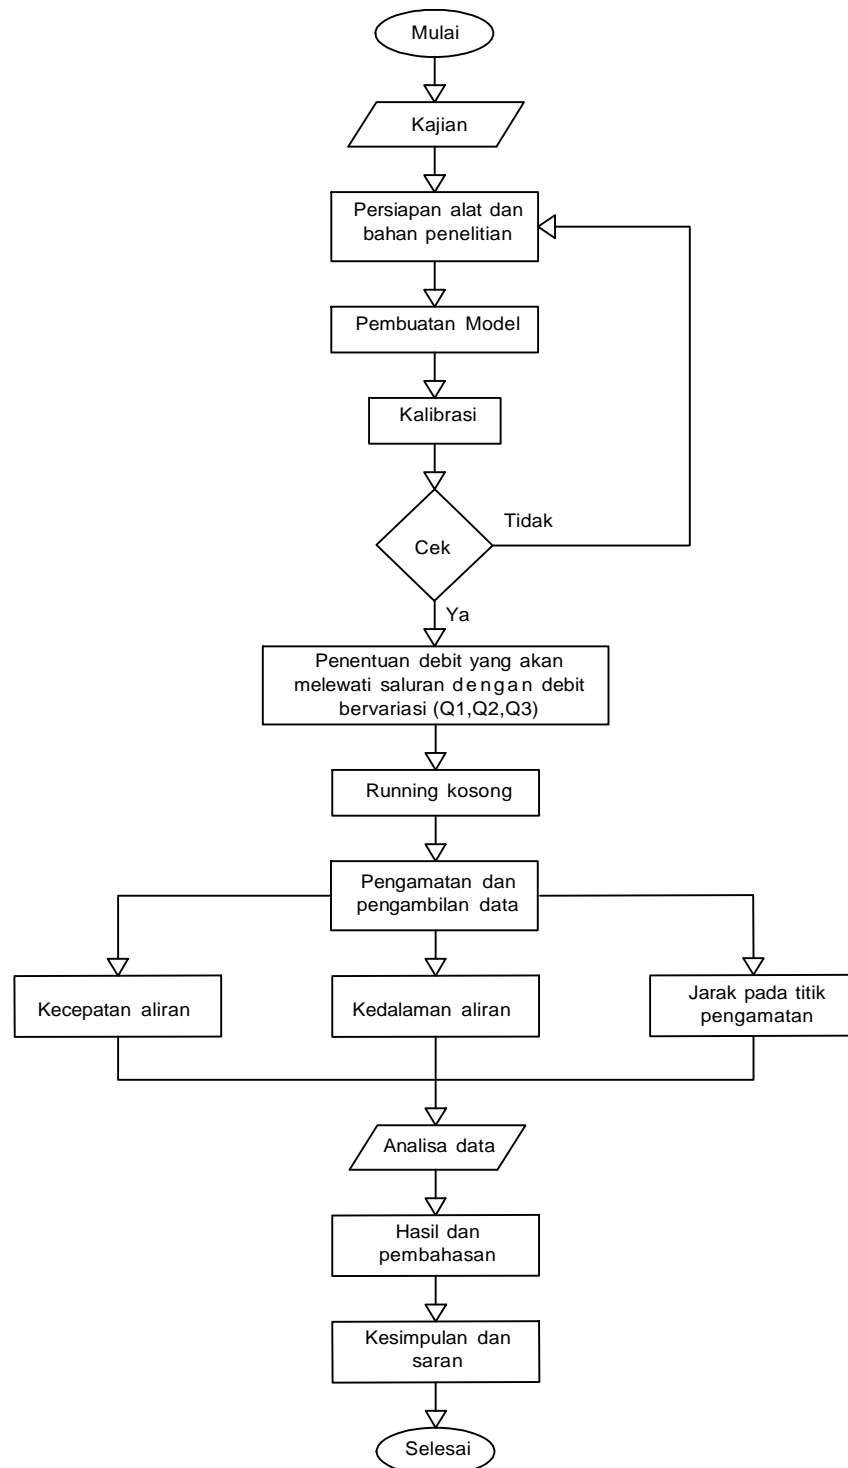 Mulai
Kajian
Persiapan alat dan
bahan penelitian
Pembuatan Model
Kalibrasi
Tidak
Cek
Ya
Penentuan debit yang akan
melewati saluran dengan debit
bervariasi (Q1,Q2,Q3)
Running kosong
Pengamatan dan
pengambilan data
Kecepatan aliran
Kedalaman aliran
Jarak pada titik
pengamatan
Analisa data
Hasil dan
pembahasan
Kesimpulan dan
saran
Selesai